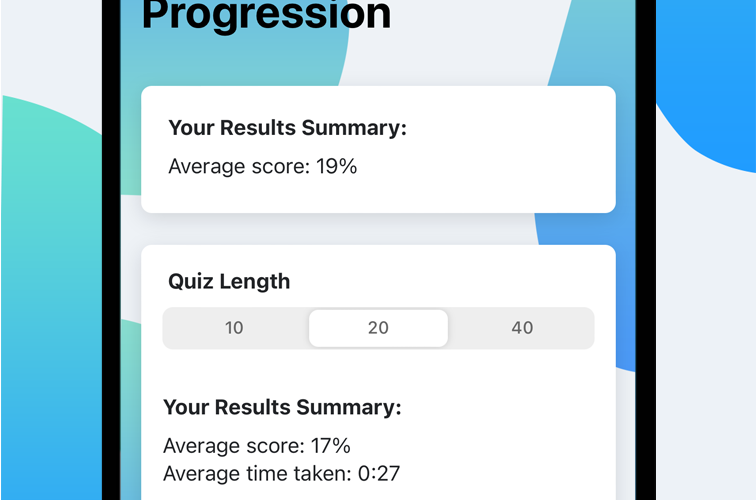 Progression
Your Results Summary:
Average score: 19%
Quiz Length
10 20 40
Your Results Summary:
Average score: 17%
Average time taken: 0:27